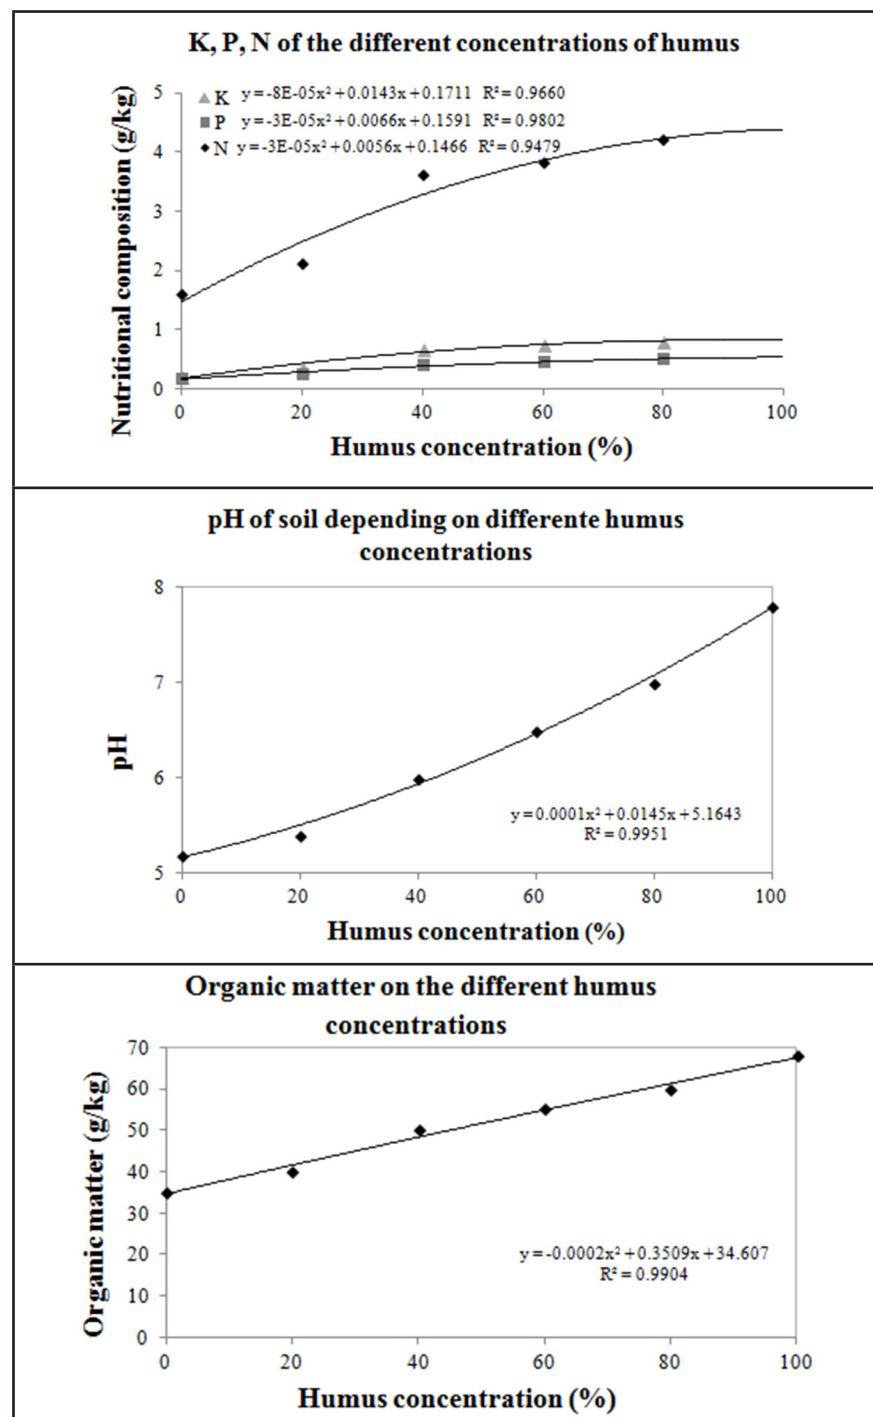 K, P, N of the different concentrations of humus
K y = -8E-05x² + 0.0143x + 0.1711 R² = 0.9660
P y = -3E-05x² + 0.0066x + 0.1591 R² = 0.9802
N y = -3E-05x² + 0.0056x + 0.1466 R² = 0.9479
Nutritional composition (g/kg)
5
4
3
2
1
0
0 20 40 60 80 100
Humus concentration (%)
pH of soil depending on differente humus
concentrations
pH
8
7
6
5
y = 0.0001x² + 0.0145x + 5.1643
R² = 0.9951
0 20 40 60 80 100
Humus concentration (%)
Organic matter on the different humus
concentrations
Organic matter (g/kg)
70
60
50
40
30
20
10
0
y = -0.0002x² + 0.3509x + 34.607
R² = 0.9904
0 20 40 60 80 100
Humus concentration (%)